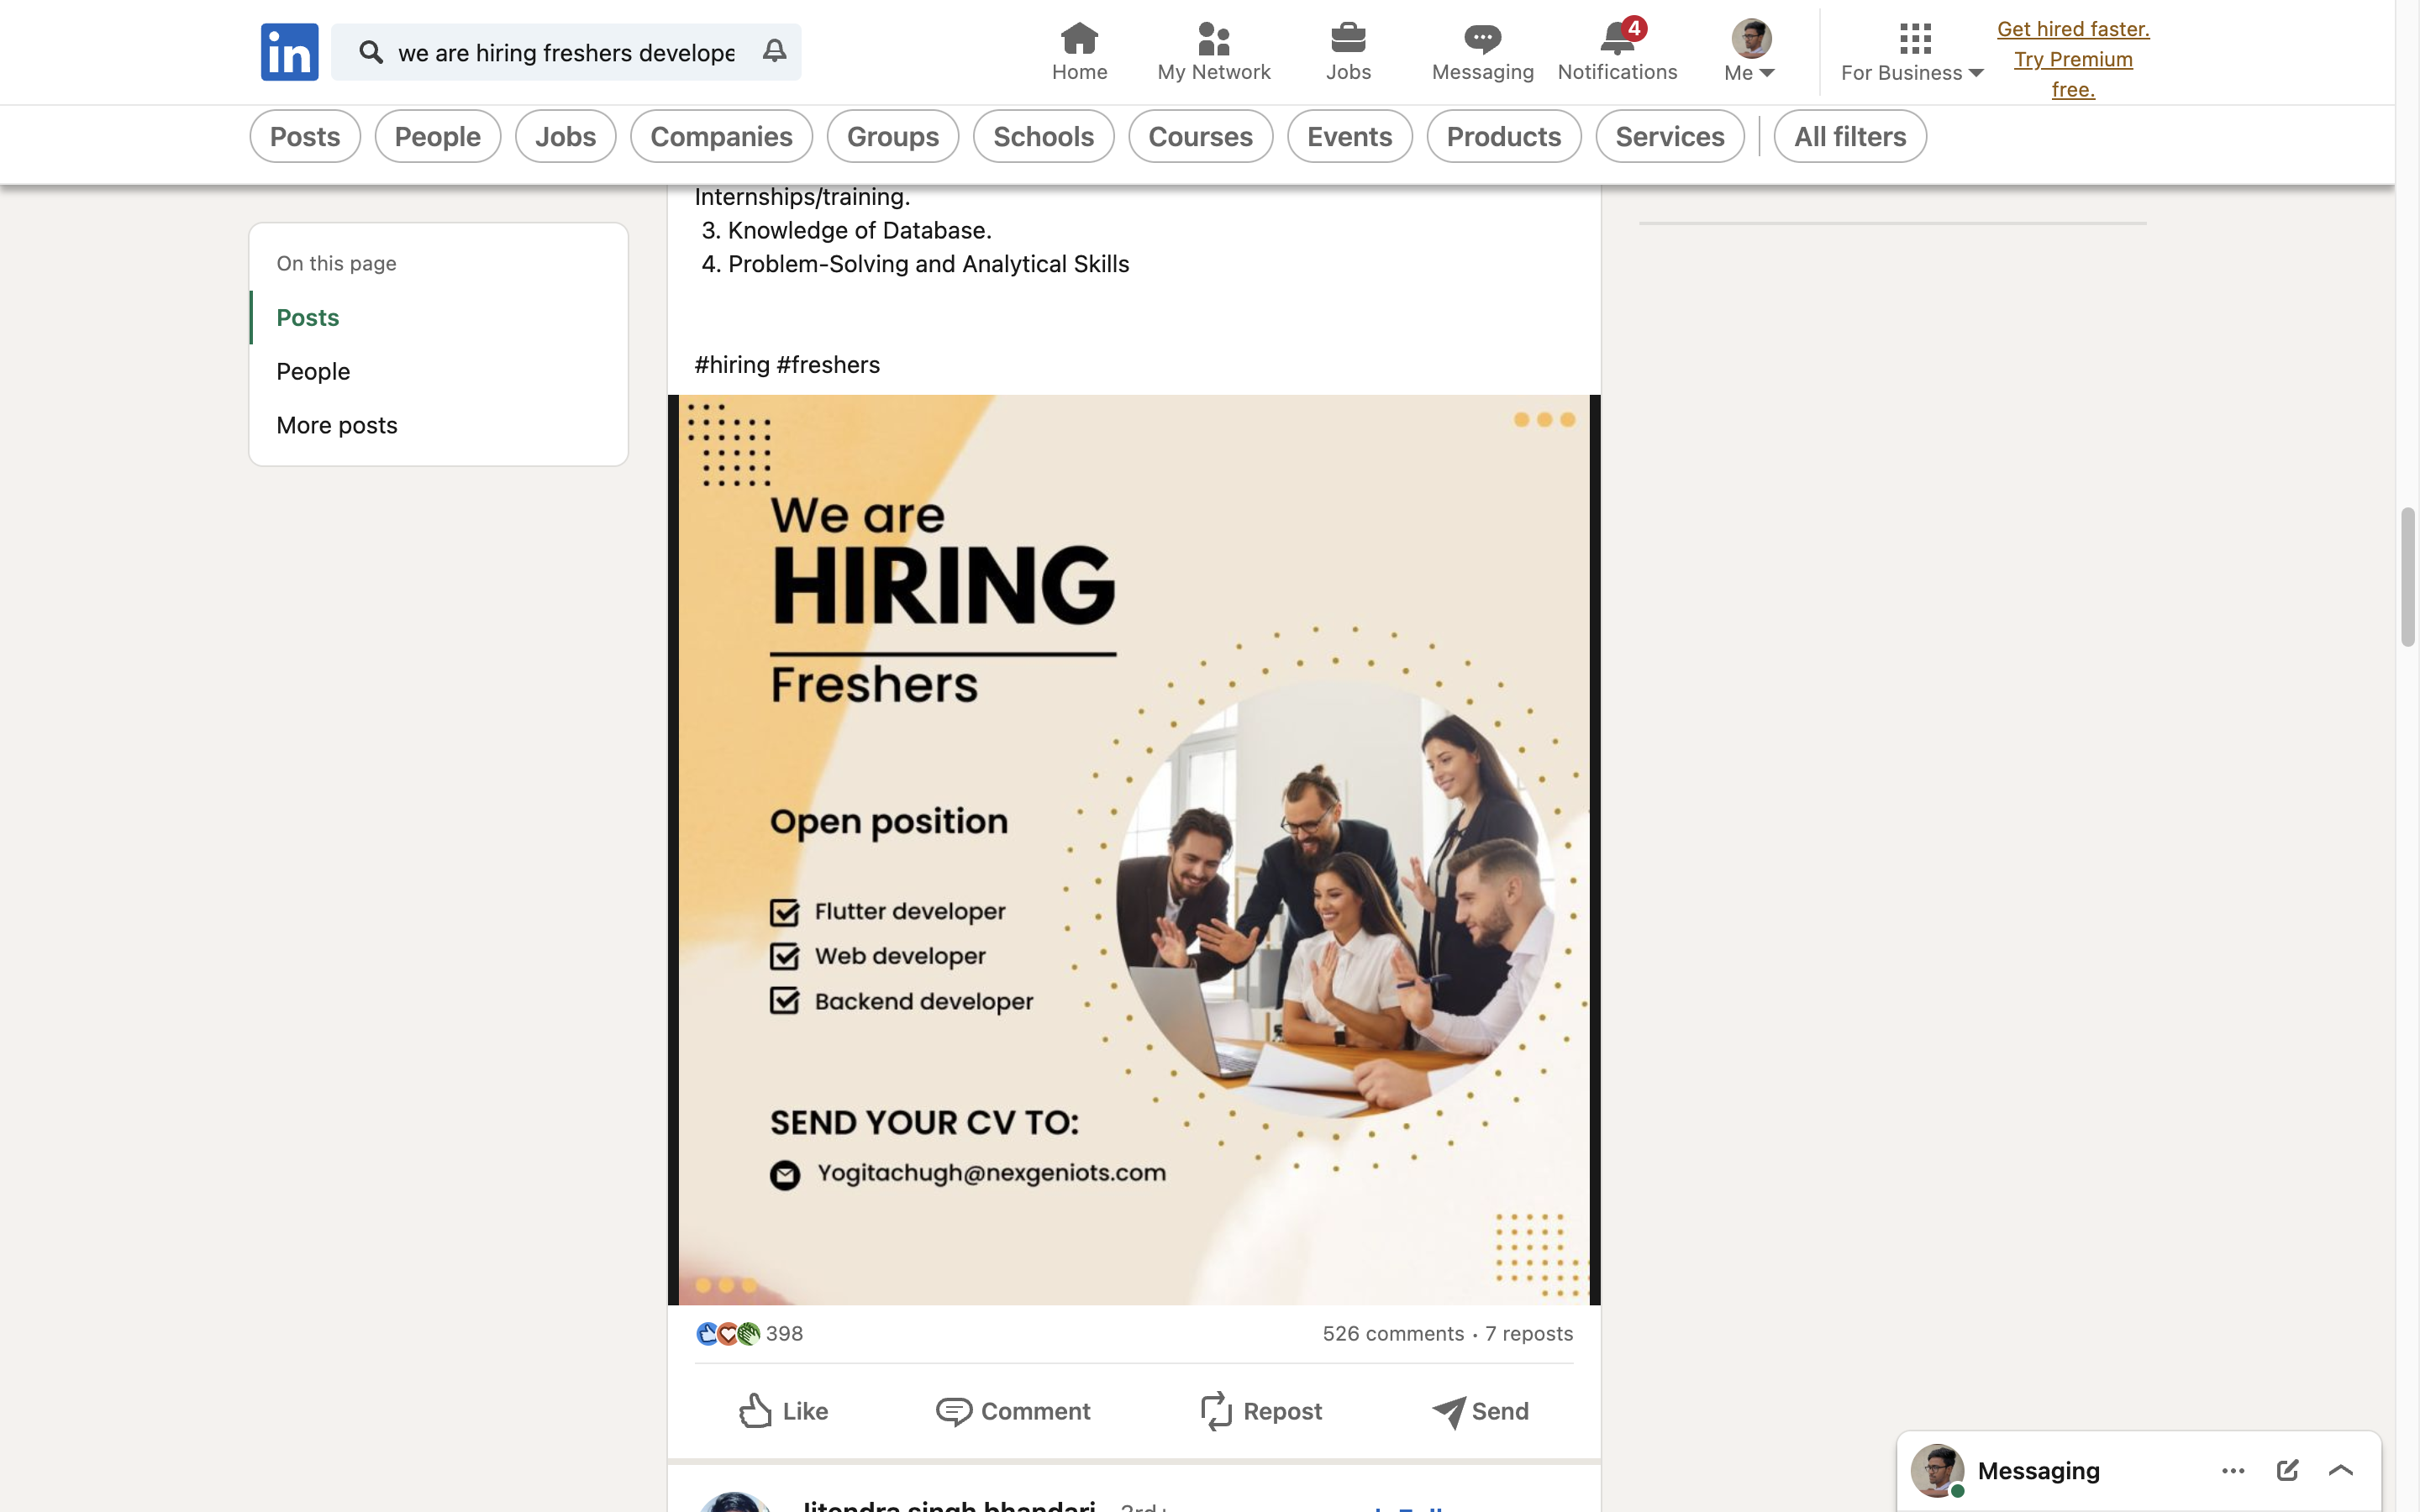 in
we are hiring freshers develope
Home
My Network
Jobs
Messaging
4
Notifications
Me
For Business
Get hired faster.
Try Premium
free.
Posts
People
Jobs
Companies
Groups
Schools
Courses
Events
Products
Services
All filters
On this page
Posts
People
More posts
Internships/training.
3. Knowledge of Database.
4. Problem-Solving and Analytical Skills
#hiring #freshers
We are
HIRING
Freshers
Open position
Flutter developer
Web developer
Backend developer
SEND YOUR CV TO:
Yogitachugh@nexgeniots.com
398
526 comments · 7 reposts
Like
Comment
Repost
Send
Jitendra singh bhandari
3rd+
Messaging